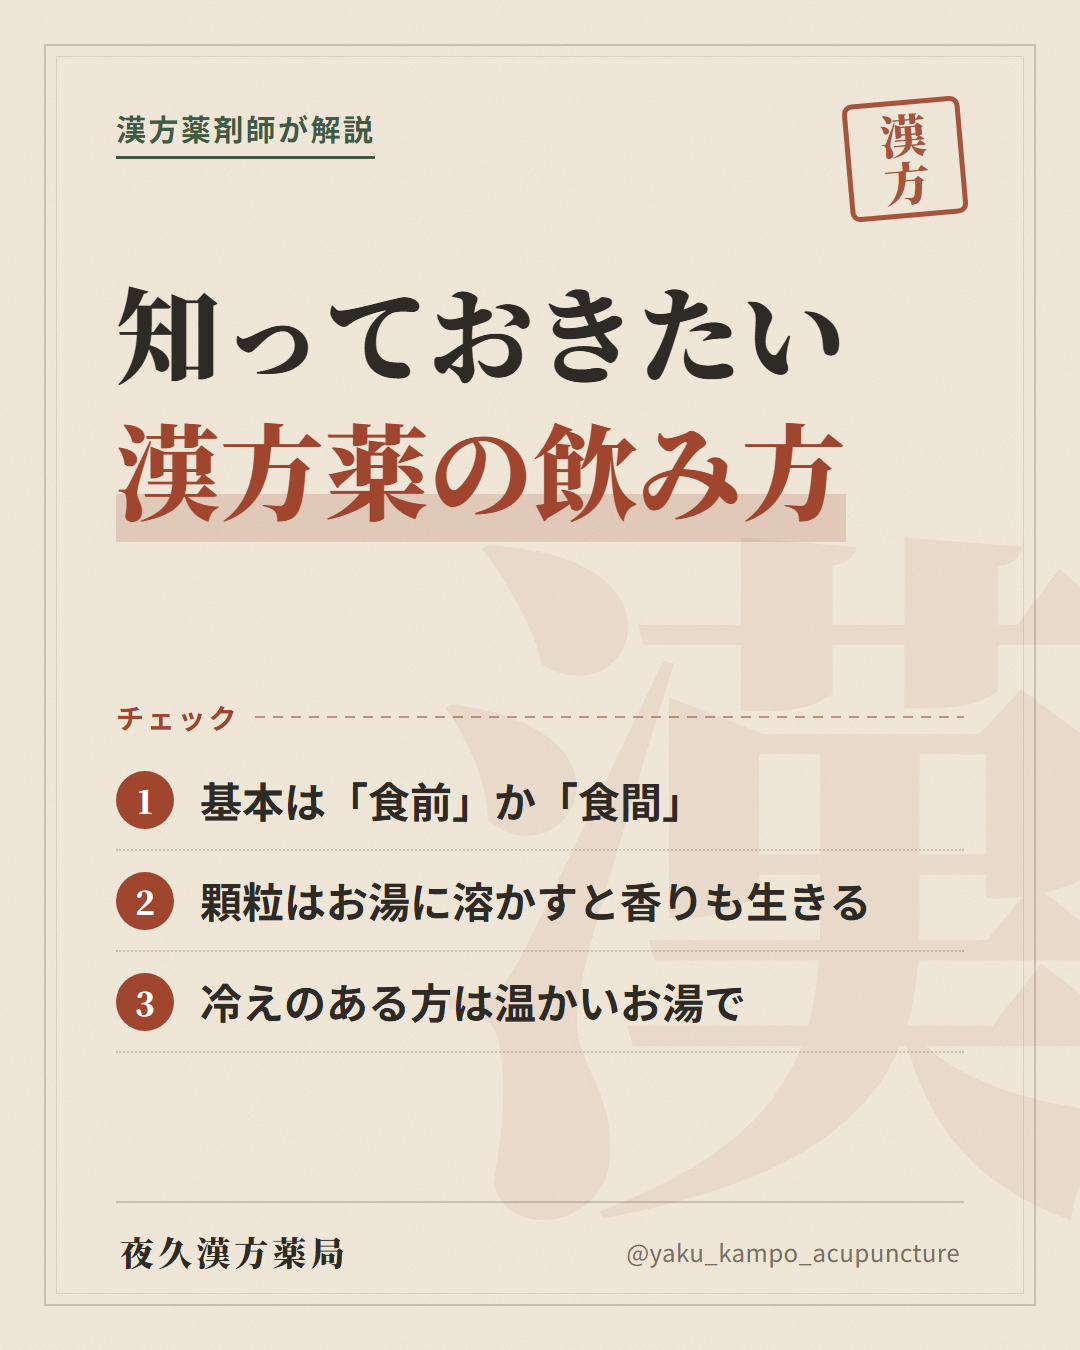 漢方薬剤師が解説
漢方
知っておきたい
漢方薬の飲み方
漢
チェック
1 基本は「食前」か「食間」
2 顆粒はお湯に溶かすと香りも生きる
3 冷えのある方は温かいお湯で
夜久漢方薬局
@yaku_kampo_acupuncture